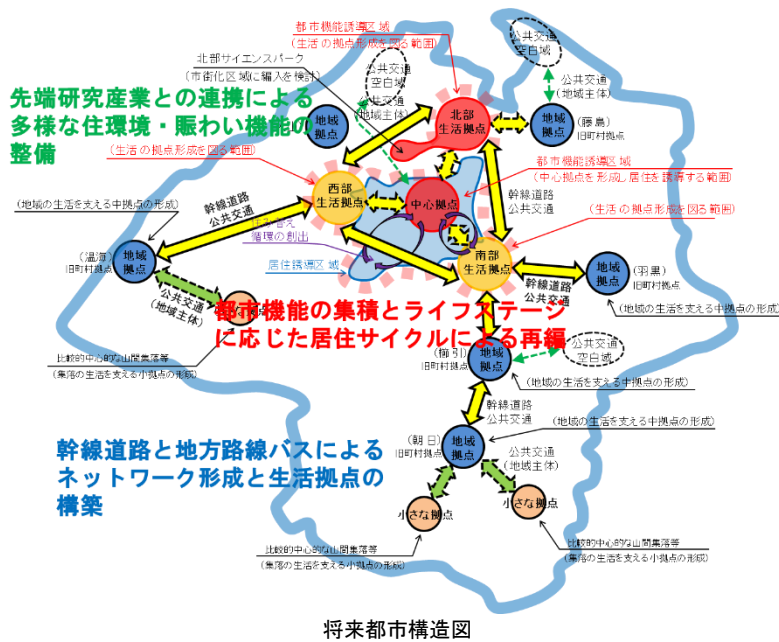 都市機能誘導区域
(生活の拠点形成を図る範囲)
北部サイエンスパーク
(市街化区域に編入を検討)
公共交通
空白域
公共交通
(地域主体)
公共交通
空白域
公共交通
(地域主体)
先端研究産業との連携による
多様な住環境・賑わい機能の
整備
地域
拠点
北部
生活拠点
地域
拠点
(藤島)
旧町村拠点
(生活の拠点形成を図る範囲)
都市機能誘導区域
(中心拠点を形成し居住を誘導する範囲)
西部
生活拠点
中心拠点
幹線道路
公共交通
(生活の拠点形成を図る範囲)
(地域の生活を支える中拠点の形成)
幹線道路
公共交通
住み替え
循環の創出
居住誘導区域
南部
生活拠点
(温海)
旧町村拠点
地域
拠点
地域
拠点
(羽黒)
旧町村拠点
幹線道路
公共交通
(地域の生活を支える中拠点の形成)
公共交通
(地域主体)
小さな拠点
都市機能の集積とライフステージ
に応じた居住サイクルによる再編
比較的中心的な山間集落等
(集落の生活を支える小拠点の形成)
(櫛引)
旧町村拠点
地域
拠点
公共交通
空白域
(地域の生活を支える中拠点の形成)
幹線道路
公共交通
(地域の生活を支える中拠点の形成)
(朝日)
旧町村拠点
地域
拠点
公共交通
(地域主体)
幹線道路と地方路線バスによる
ネットワーク形成と生活拠点の
構築
小さな拠点
小さな拠点
比較的中心的な山間集落等
(集落の生活を支える小拠点の形成)
比較的中心的な山間集落等
(集落の生活を支える小拠点の形成)
将来都市構造図